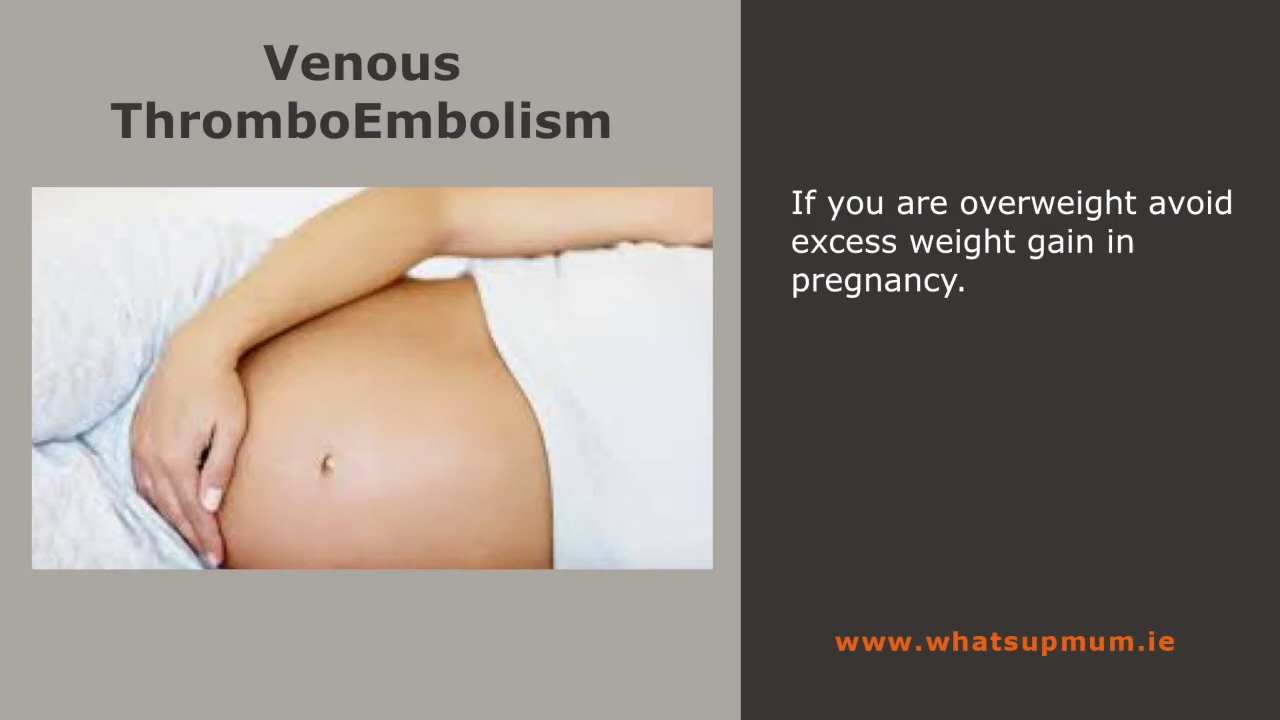 Venous
ThromboEmbolism
If you are overweight avoid
excess weight gain in
pregnancy.
www.whatsupmum.ie